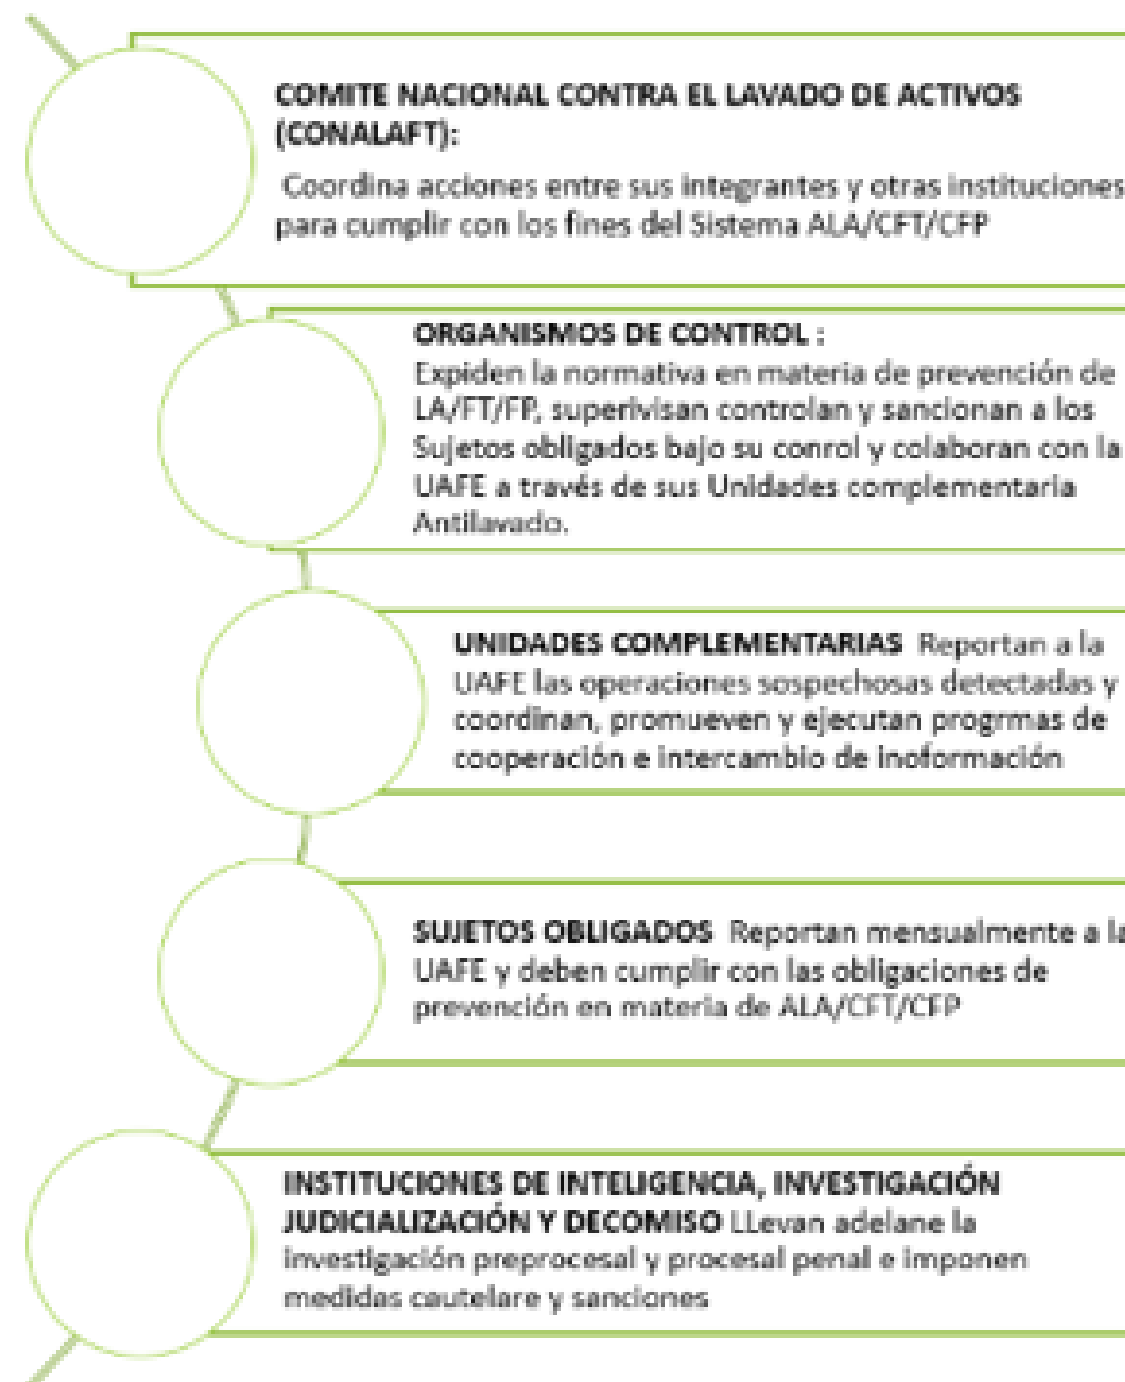 COMITE NACIONAL CONTRA EL LAVADO DE ACTIVOS
(CONALAFT):
Coordina acciones entre sus integrantes y otras instituciones
para cumplir con los fines del Sistema ALA/CFT/CFP
ORGANISMOS DE CONTROL :
Expiden la normativa en materia de prevención de
LA/FT/FP, superivisan controlan y sancionan a los
Sujetos obligados bajo su conrol y colaboran con la
UAFE a través de sus Unidades complementaria
Antilavado.
UNIDADES COMPLEMENTARIAS Reportan a la
UAFE las operaciones sospechosas detectadas y
coordinan, promueven y ejecutan progrmas de
cooperación e intercambio de inoformación
SUJETOS OBLIGADOS Reportan mensualmente a la
UAFE y deben cumplir con las obligaciones de
prevención en materia de ALA/CFT/CFP
INSTITUCIONES DE INTELIGENCIA, INVESTIGACIÓN
JUDICIALIZACIÓN Y DECOMISO LLevan adelane la
investigación preprocesal y procesal penal e imponen
medidas cautelare y sanciones